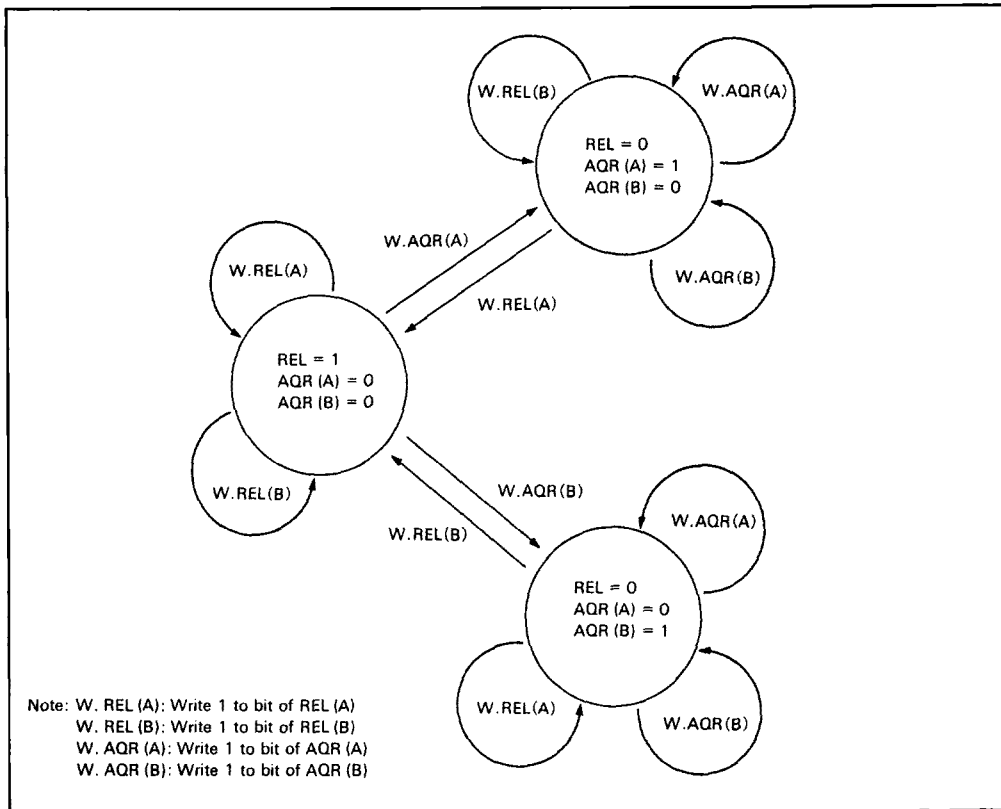 W.REL(B)
W.AQR(A)
REL = 0
AQR (A) = 1
AQR (B) = 0
W.AQR(A)
W.REL(A)
W.AQR(B)
W.REL(A)
REL = 1
AQR (A) = 0
AQR (B) = 0
W.REL(B)
W.AQR(B)
W.REL(B)
W.AQR(A)
REL = 0
AQR (A) = 0
AQR (B) = 1
W.REL(A)
W.AQR(B)
Note: W. REL (A): Write 1 to bit of REL (A)
W. REL (B): Write 1 to bit of REL (B)
W. AQR (A): Write 1 to bit of AQR (A)
W. AQR (B): Write 1 to bit of AQR (B)